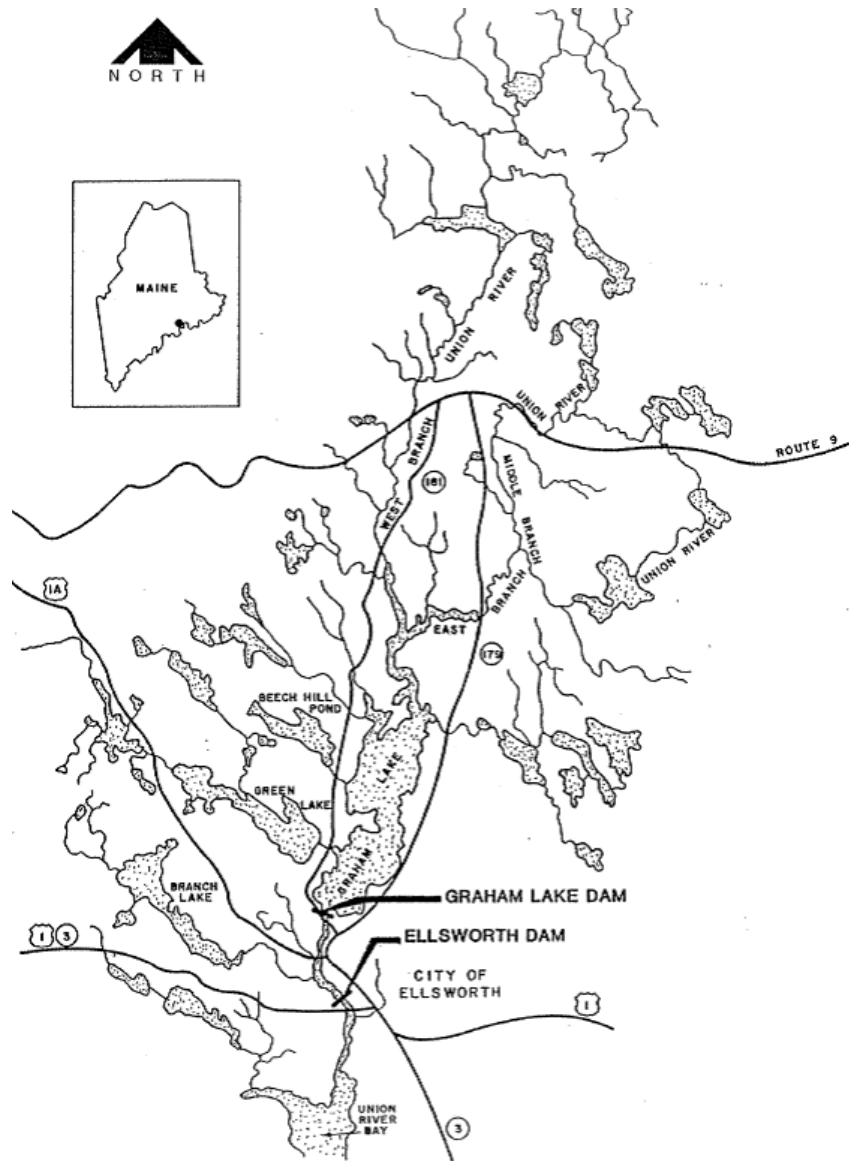 NORTH
MAINE
UNION RIVER
UNION RIVER
ROUTE 9
WEST BRANCH
181
MIDDLE BRANCH
UNION RIVER
1A
EAST BRANCH
179
BEECH HILL
POND
GREEN
LAKE
GRAHAM LAKE
BRANCH
LAKE
GRAHAM LAKE DAM
1 3
ELLSWORTH DAM
CITY OF
ELLSWORTH
1
UNION
RIVER
BAY
3